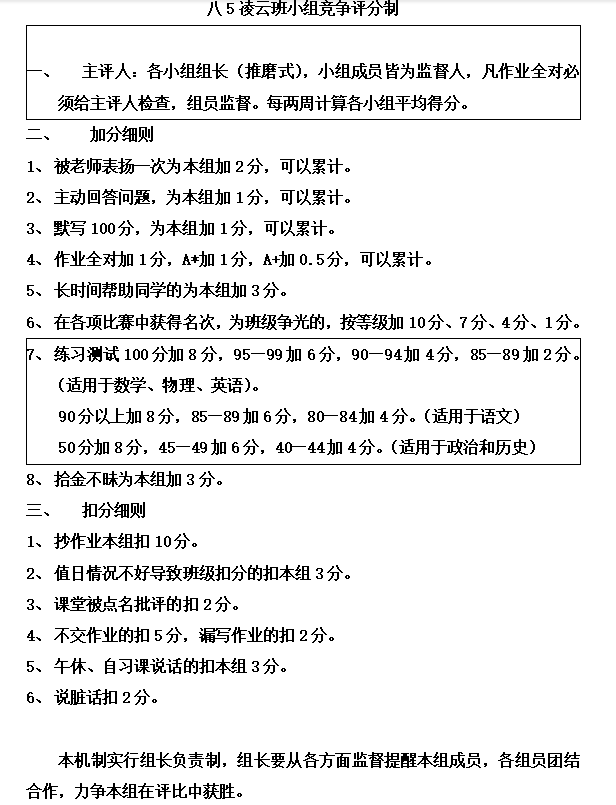 八5凌云班小组竞争评分制
一、 主评人：各小组组长（推磨式），小组成员皆为监督人，凡作业全对必
须给主评人检查，组员监督。每两周计算各小组平均得分。
二、 加分细则
1、被老师表扬一次为本组加2分，可以累计。
2、主动回答问题，为本组加1分，可以累计。
3、默写100分，为本组加1分，可以累计。
4、作业全对加1分，A*加1分，A+加0.5分，可以累计。
5、长时间帮助同学的为本组加3分。
6、在各项比赛中获得名次，为班级争光的，按等级加10分、7分、4分、1分。
7、练习测试100分加8分，95—99加6分，90—94加4分，85—89加2分。
（适用于数学、物理、英语）。
90分以上加8分，85—89加6分，80—84加4分。（适用于语文）
50分加8分，45—49加6分，40—44加4分。（适用于政治和历史）
8、拾金不昧为本组加3分。
三、 扣分细则
1、抄作业本组扣10分。
2、值日情况不好导致班级扣分的扣本组3分。
3、课堂被点名批评的扣2分。
4、不交作业的扣5分，漏写作业的扣2分。
5、午休、自习课说话的扣本组3分。
6、说脏话扣2分。
本机制实行组长负责制，组长要从各方面监督提醒本组成员，各组员团结
合作，力争本组在评比中获胜。